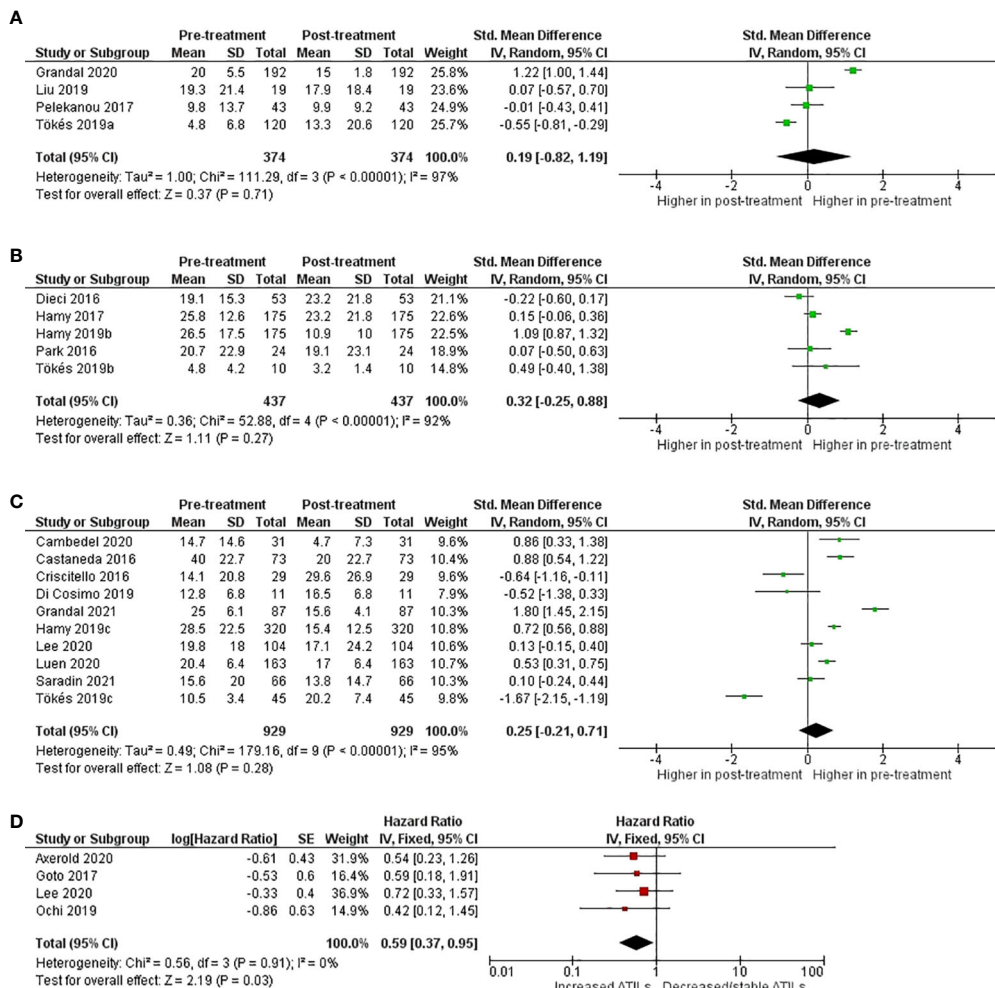 A
Pre-treatment Post-treatment Std. Mean Difference Std. Mean Difference
Study or Subgroup Mean SD Total Mean SD Total Weight IV, Random, 95% CI IV, Random, 95% CI
Grandal 2020 20 5.5 192 15 1.8 192 25.8% 1.22 [1.00, 1.44]
Liu 2019 19.3 21.4 19 17.9 18.4 19 23.6% 0.07 [-0.57, 0.70]
Pelekanou 2017 9.8 13.7 43 9.9 9.2 43 24.9% -0.01 [-0.43, 0.41]
Tökés 2019a 4.8 6.8 120 13.3 20.6 120 25.7% -0.55 [-0.81, -0.29]
Total (95% CI) 374 374 100.0% 0.19 [-0.82, 1.19]
Heterogeneity: Tau² = 1.00; Chi² = 111.29, df = 3 (P < 0.00001); I² = 97%
Test for overall effect: Z = 0.37 (P = 0.71)
-4 -2 0 2 4
Higher in post-treatment Higher in pre-treatment
B
Pre-treatment Post-treatment Std. Mean Difference Std. Mean Difference
Study or Subgroup Mean SD Total Mean SD Total Weight IV, Random, 95% CI IV, Random, 95% CI
Dieci 2016 19.1 15.3 53 23.2 21.8 53 21.1% -0.22 [-0.60, 0.17]
Hamy 2017 25.8 12.6 175 23.2 21.8 175 22.6% 0.15 [-0.06, 0.36]
Hamy 2019b 26.5 17.5 175 10.9 10 175 22.5% 1.09 [0.87, 1.32]
Park 2016 20.7 22.9 24 19.1 23.1 24 18.9% 0.07 [-0.50, 0.63]
Tökés 2019b 4.8 4.2 10 3.2 1.4 10 14.8% 0.49 [-0.40, 1.38]
Total (95% CI) 437 437 100.0% 0.32 [-0.25, 0.88]
Heterogeneity: Tau² = 0.36; Chi² = 52.88, df = 4 (P < 0.00001); I² = 92%
Test for overall effect: Z = 1.11 (P = 0.27)
-4 -2 0 2 4
Higher in post-treatment Higher in pre-treatment
C
Pre-treatment Post-treatment Std. Mean Difference Std. Mean Difference
Study or Subgroup Mean SD Total Mean SD Total Weight IV, Random, 95% CI IV, Random, 95% CI
Cambedel 2020 14.7 14.6 31 4.7 7.3 31 9.6% 0.86 [0.33, 1.38]
Castaneda 2016 40 22.7 73 20 22.7 73 10.4% 0.88 [0.54, 1.22]
Criscitello 2016 14.1 20.8 29 29.6 26.9 29 9.6% -0.64 [-1.16, -0.11]
Di Cosimo 2019 12.8 6.8 11 16.5 6.8 11 7.9% -0.52 [-1.38, 0.33]
Grandal 2021 25 6.1 87 15.6 4.1 87 10.3% 1.80 [1.45, 2.15]
Hamy 2019c 28.5 22.5 320 15.4 12.5 320 10.8% 0.72 [0.56, 0.88]
Lee 2020 19.8 18 104 17.1 24.2 104 10.6% 0.13 [-0.15, 0.40]
Luen 2020 20.4 6.4 163 17 6.4 163 10.7% 0.53 [0.31, 0.75]
Saradin 2021 15.6 20 66 13.8 14.7 66 10.3% 0.10 [-0.24, 0.44]
Tökés 2019c 10.5 3.4 45 20.2 7.4 45 9.8% -1.67 [-2.15, -1.19]
Total (95% CI) 929 929 100.0% 0.25 [-0.21, 0.71]
Heterogeneity: Tau² = 0.49; Chi² = 179.16, df = 9 (P < 0.00001); I² = 95%
Test for overall effect: Z = 1.08 (P = 0.28)
-4 -2 0 2 4
Higher in post-treatment Higher in pre-treatment
D
Hazard Ratio Hazard Ratio
Study or Subgroup log[Hazard Ratio] SE Weight IV, Fixed, 95% CI IV, Fixed, 95% CI
Axerold 2020 -0.61 0.43 31.9% 0.54 [0.23, 1.26]
Goto 2017 -0.53 0.6 16.4% 0.59 [0.18, 1.91]
Lee 2020 -0.33 0.4 36.9% 0.72 [0.33, 1.57]
Ochi 2019 -0.86 0.63 14.9% 0.42 [0.12, 1.45]
Total (95% CI) 100.0% 0.59 [0.37, 0.95]
Heterogeneity: Chi² = 0.56, df = 3 (P = 0.91); I² = 0%
Test for overall effect: Z = 2.19 (P = 0.03)
0.01 0.1 1 10 100
Increased ΔTILs Decreased/stable ΔTILs